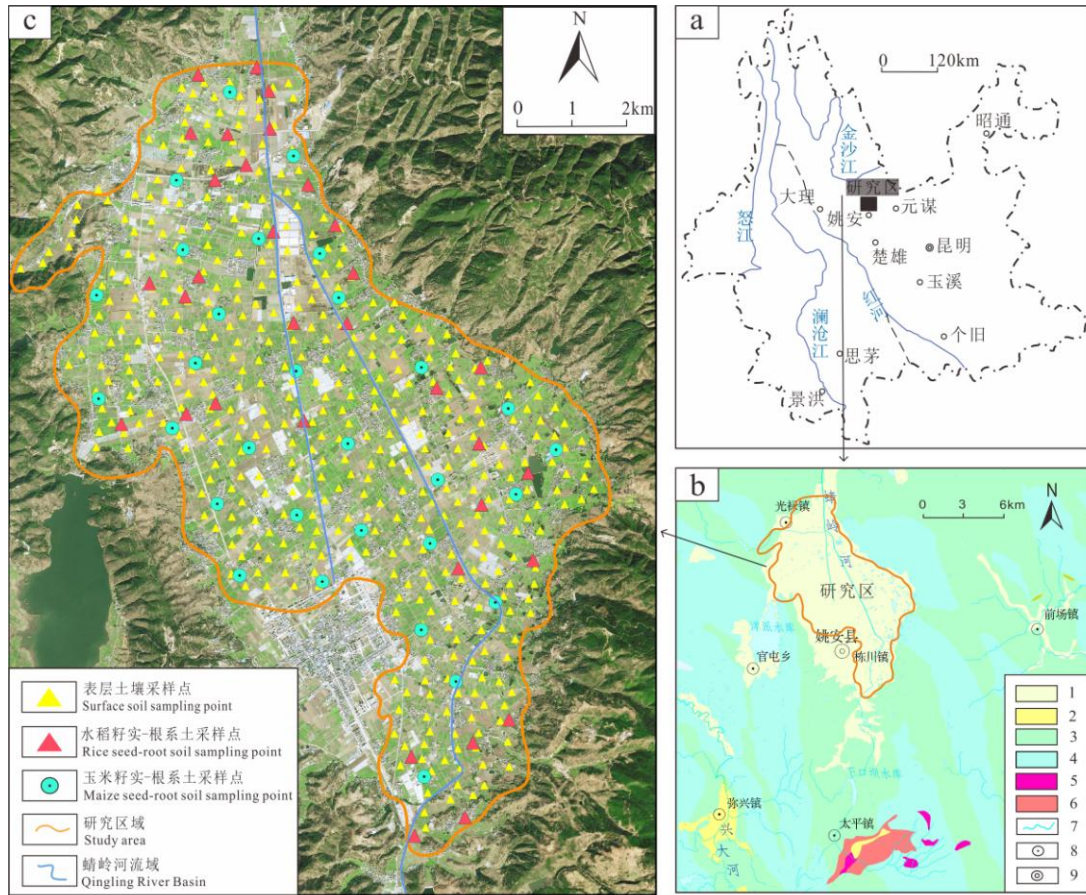 c
N
0 1 2km
表层土壤采样点
Surface soil sampling point
水稻籽实-根系土采样点
Rice seed-root soil sampling point
玉米籽实-根系土采样点
Maize seed-root soil sampling point
研究区域
Study area
蜻岭河流域
Qingling River Basin
a
0 120km
昭通
金沙江
研究区
大理
姚安
元谋
怒江
楚雄
昆明
玉溪
红河
澜沧江
个旧
思茅
景洪
b
0 3 6km
N
光禄镇
蜻岭河
研究区
前场镇
姚安县
官屯乡
栋川镇
弥兴镇
太平镇
大河
1
2
3
4
5
6
7
8
9